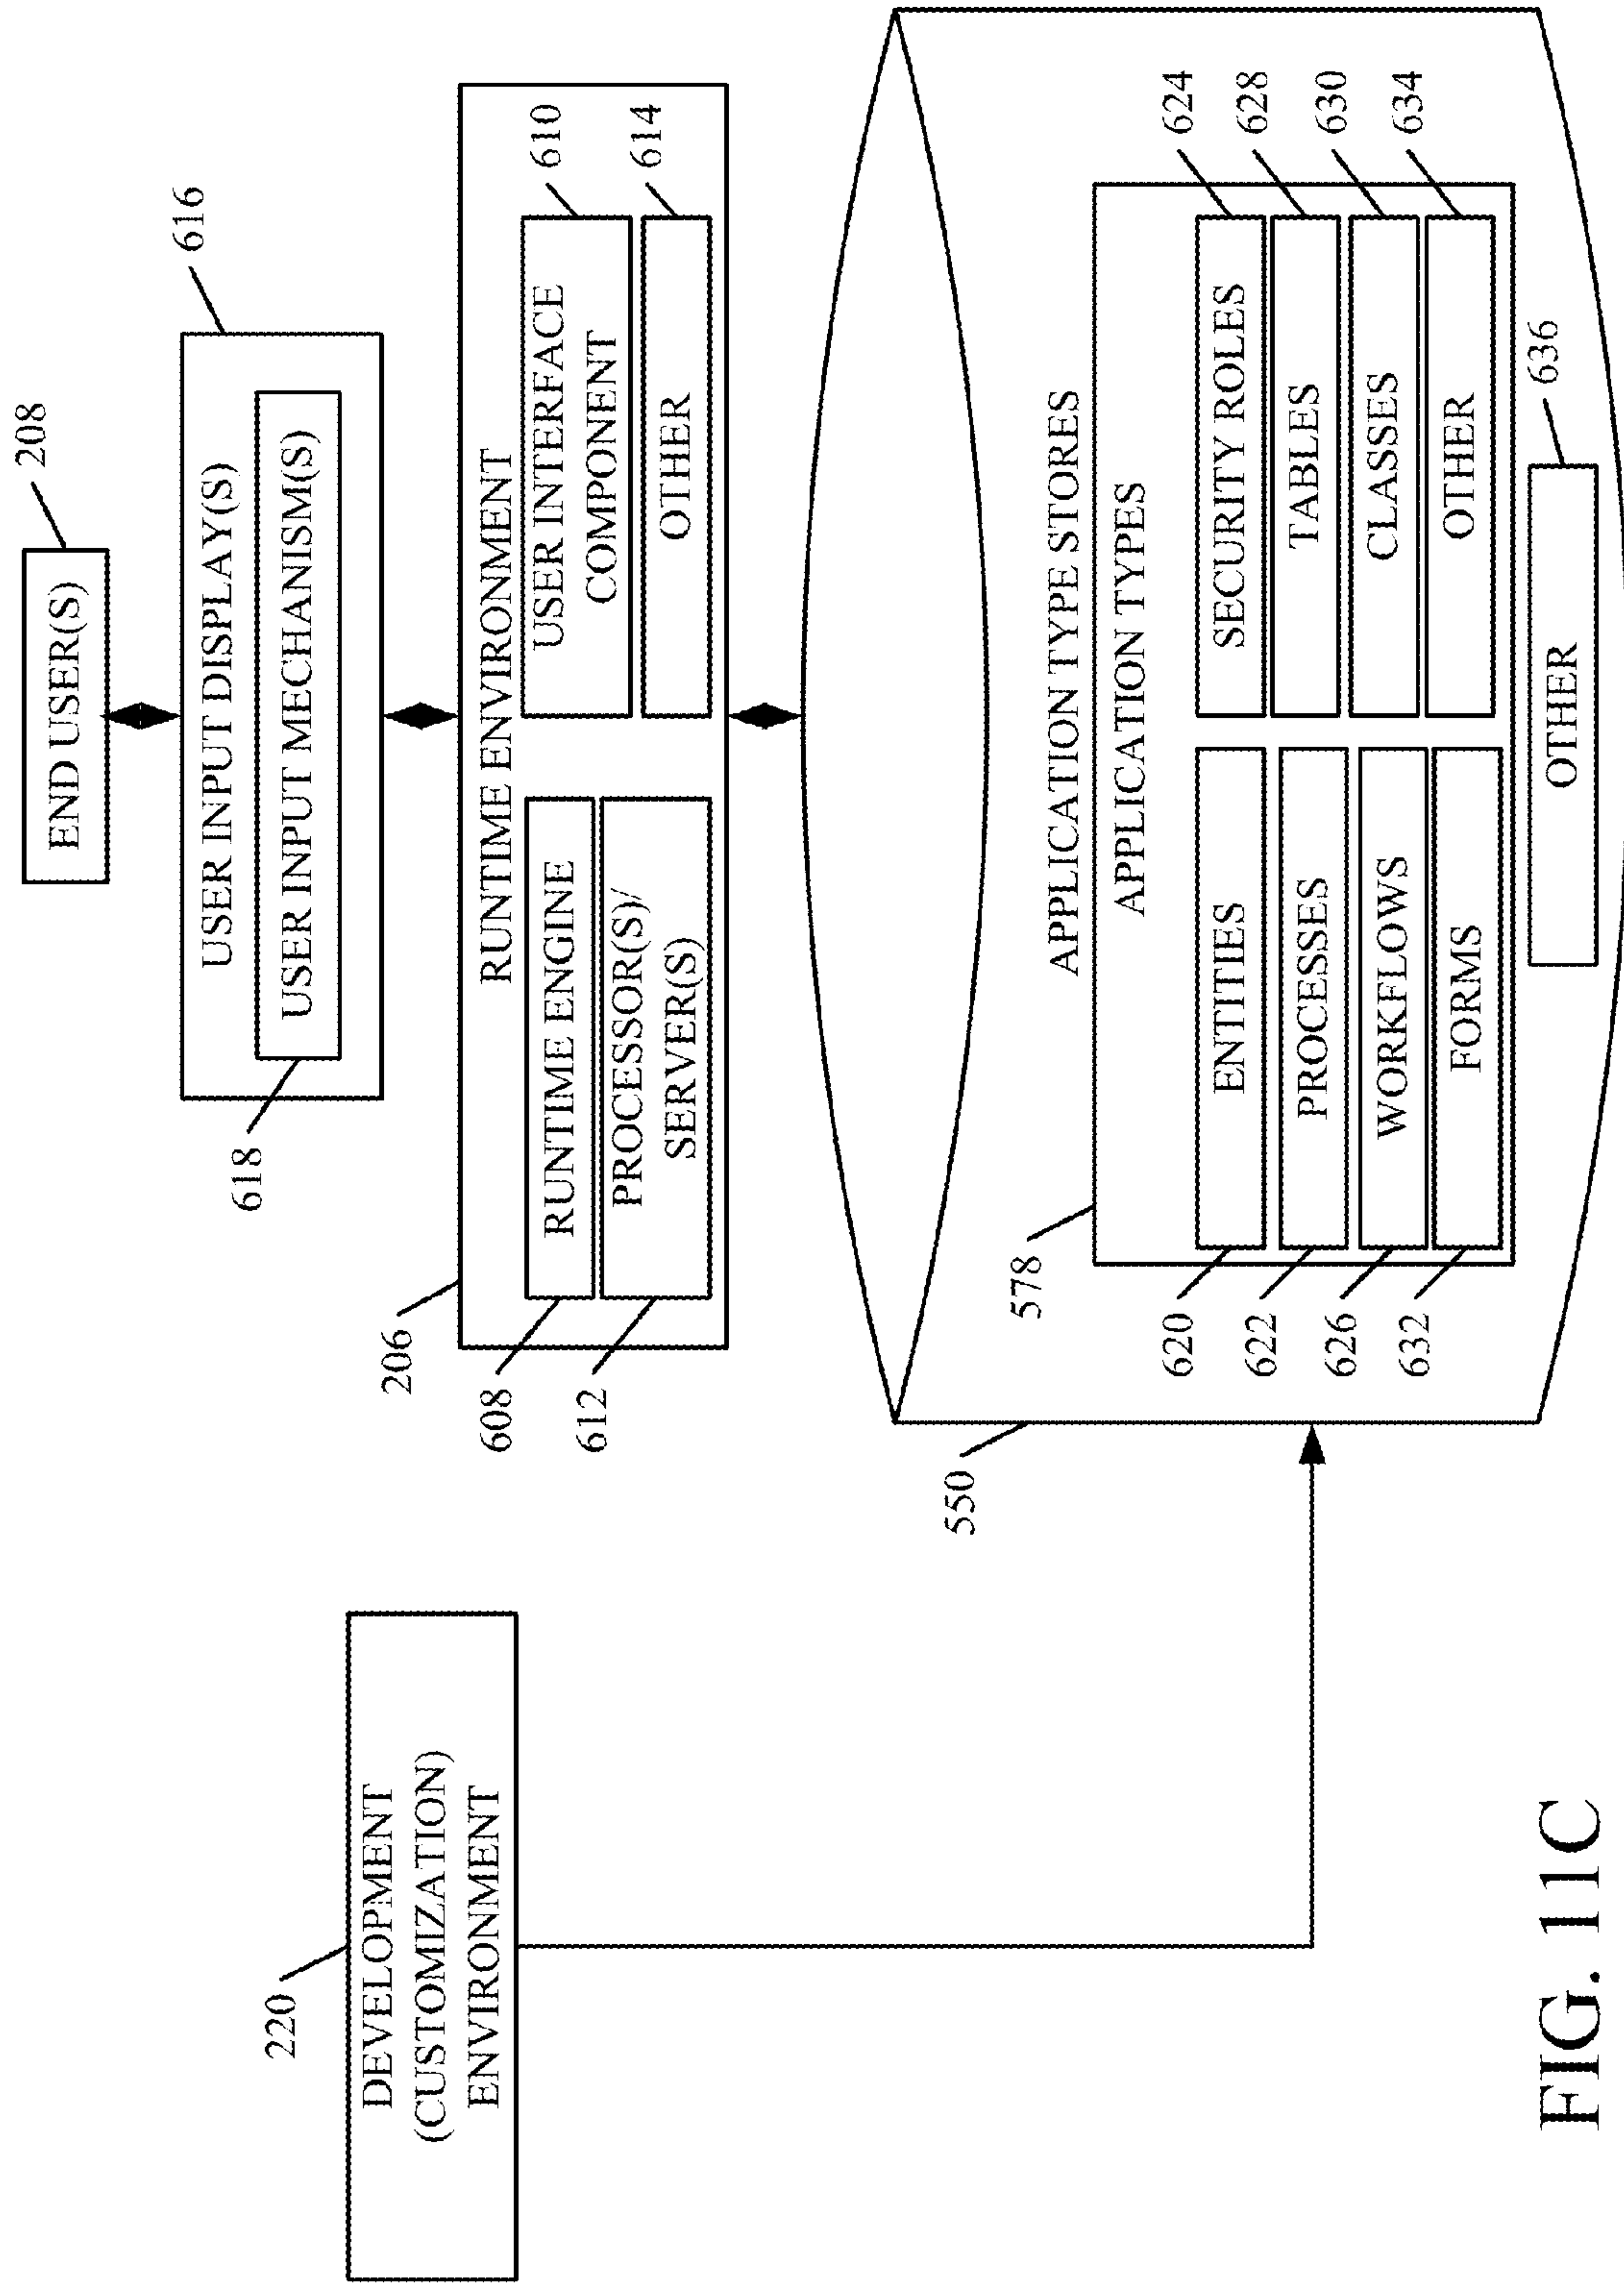 208
END USER(S)
616
USER INPUT DISPLAY(S)
USER INPUT MECHANISM(S)
618
220
DEVELOPMENT
(CUSTOMIZATION)
ENVIRONMENT
206
RUNTIME ENVIRONMENT
608
RUNTIME ENGINE
612
PROCESSOR(S)/
SERVER(S)
USER INTERFACE
COMPONENT
610
OTHER
614
550
APPLICATION TYPE STORES
578
APPLICATION TYPES
620
ENTITIES
SECURITY ROLES
624
622
PROCESSES
TABLES
628
626
WORKFLOWS
CLASSES
630
632
FORMS
OTHER
634
OTHER
636
FIG. 11C